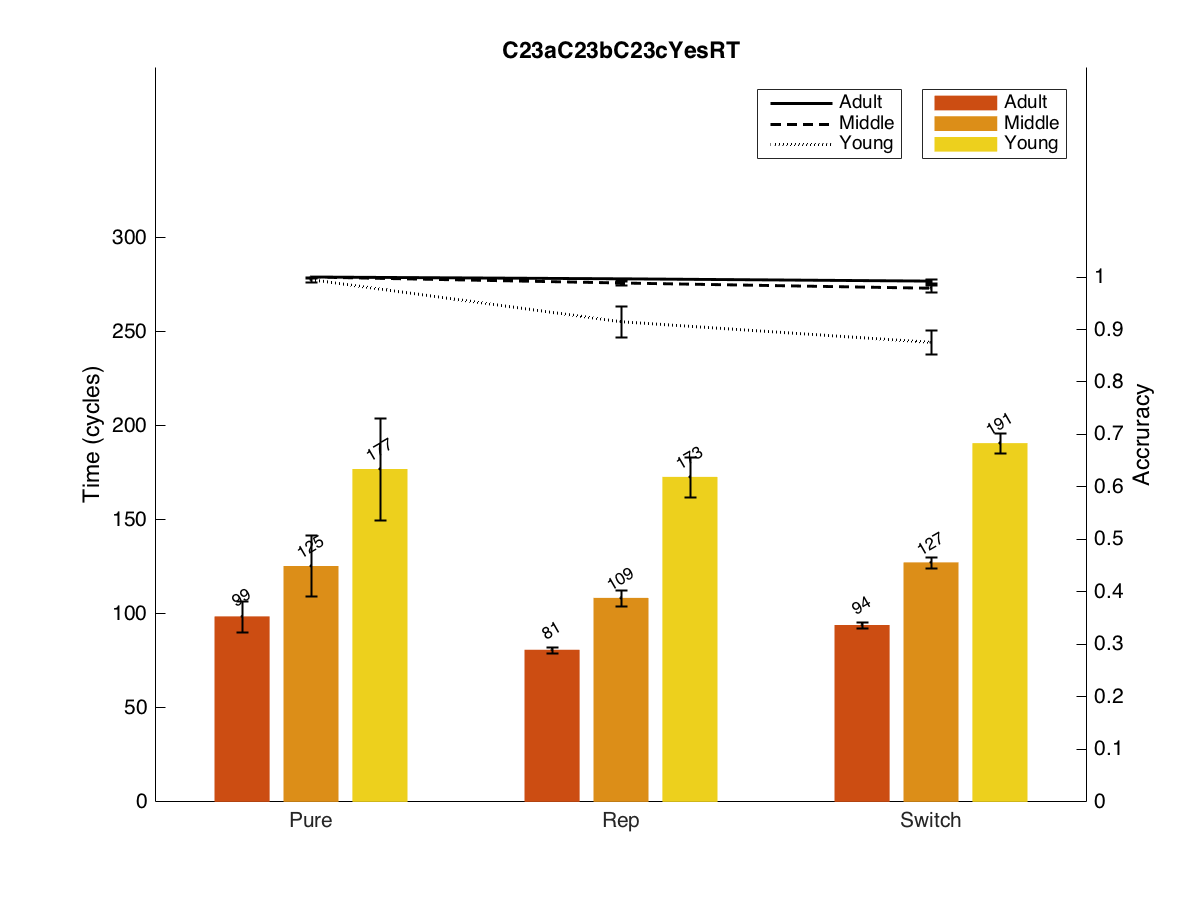 C23aC23bC23cYesRT
Adult
Middle
Young
Adult
Middle
Young
300
250
200
150
100
50
0
Time (cycles)
1
0.9
0.8
0.7
0.6
0.5
0.4
0.3
0.2
0.1
0
Accruracy
99
125
177
81
109
173
94
127
191
Pure
Rep
Switch